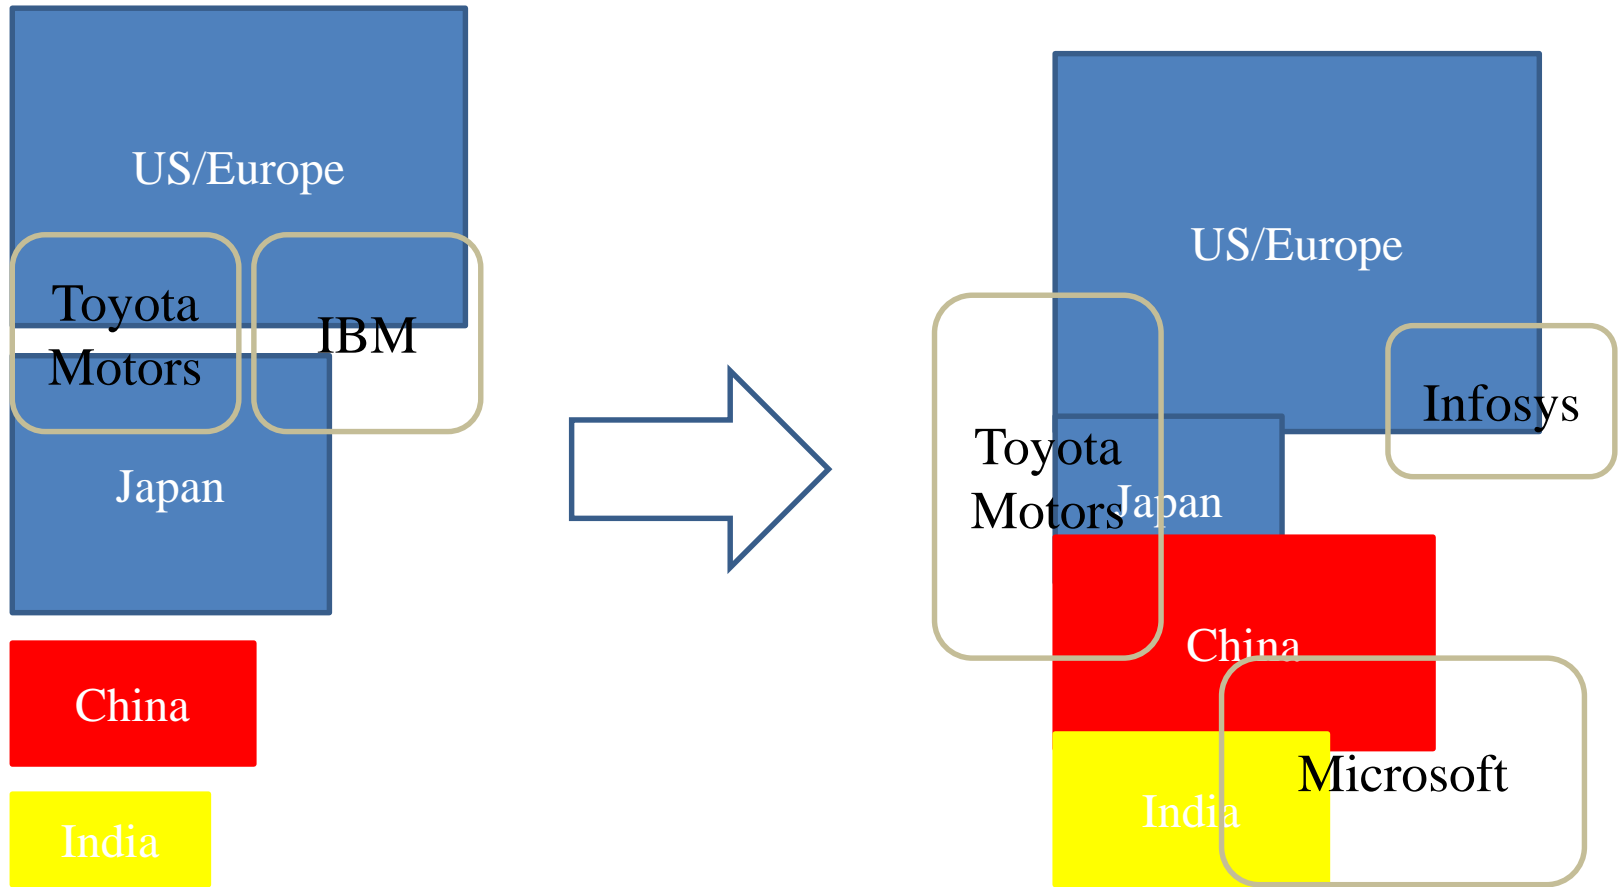 US/Europe
Toyota
Motors
IBM
Japan
China
India
US/Europe
Infosys
Toyota
Motors
Japan
China
Microsoft
India